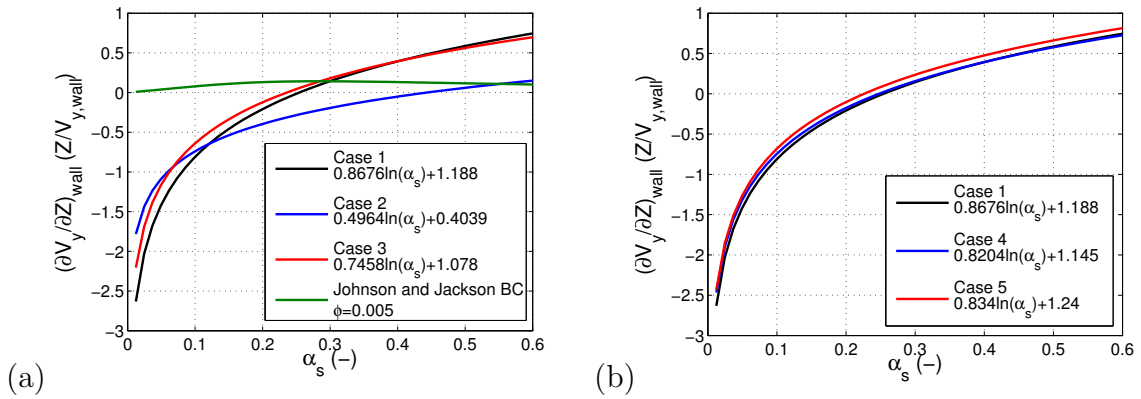 1
0.5
0
−0.5
−1
−1.5
−2
−2.5
−3
(∂V_y/∂Z)_wall (Z/V_y,wall)
Case 1
0.8676ln(α_s)+1.188
Case 2
0.4964ln(α_s)+0.4039
Case 3
0.7458ln(α_s)+1.078
Johnson and Jackson BC
ϕ=0.005
0 0.1 0.2 0.3 0.4 0.5 0.6
α_s (−)
(a)
1
0.5
0
−0.5
−1
−1.5
−2
−2.5
−3
(∂V_y/∂Z)_wall (Z/V_y,wall)
Case 1
0.8676ln(α_s)+1.188
Case 4
0.8204ln(α_s)+1.145
Case 5
0.834ln(α_s)+1.24
0 0.1 0.2 0.3 0.4 0.5 0.6
α_s (−)
(b)